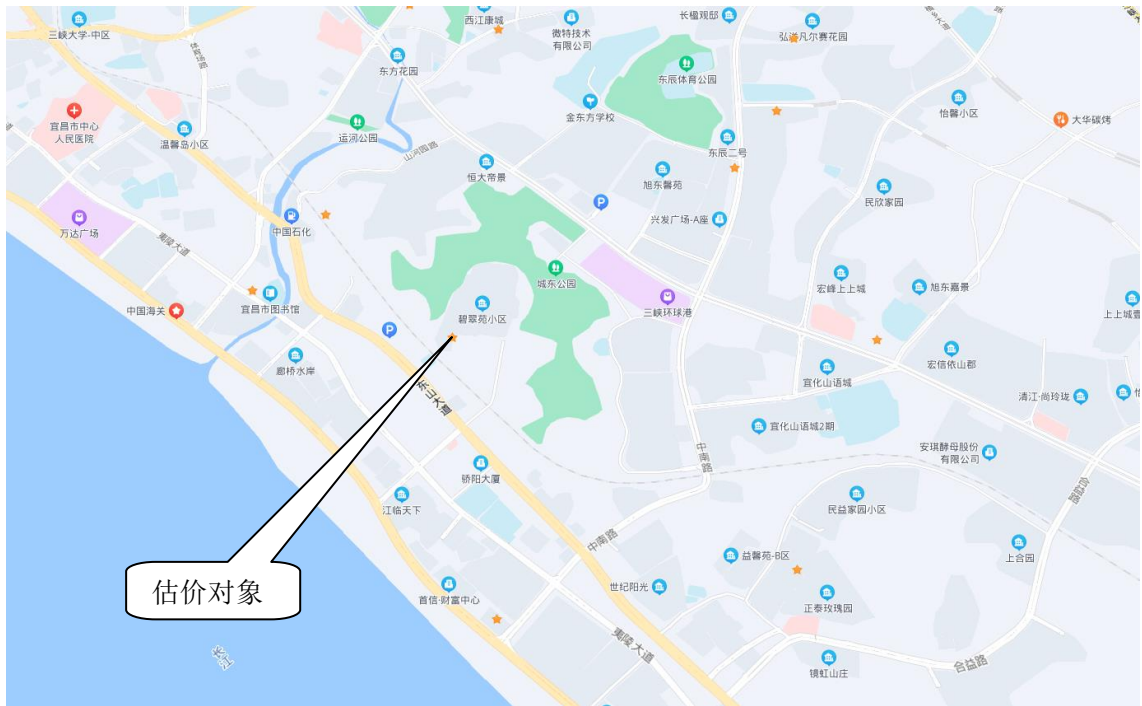 西江康城
长楹观邸
三峡大学-中区
微特技术
有限公司
弘洋凡尔赛花园
东方花园
东辰体育公园
怡馨小区
大华碳烤
宜昌市中心
人民医院
温馨岛小区
运河公园
金东方学校
山河园路
东辰二号
恒大帝景
旭东馨苑
民欣家园
万达广场
中国石化
夷陵大道
P
兴发广场-A座
城东公园
宏峰上上城
旭东嘉景
三峡环球港
上上城壹
中国海关
宜昌市图书馆
碧翠苑小区
P
廊桥水岸
宏信依山郡
宜化山语城
清江·尚玲珑
怡
东山大道
宜化山语城2期
安琪酵母股份
有限公司
中南路
骄阳大厦
合益路
江临天下
民益家园小区
中南路
益馨苑-B区
上合园
估价对象
首信·财富中心
世纪阳光
正泰玫瑰园
夷陵大道
长江
合益路
镜虹山庄